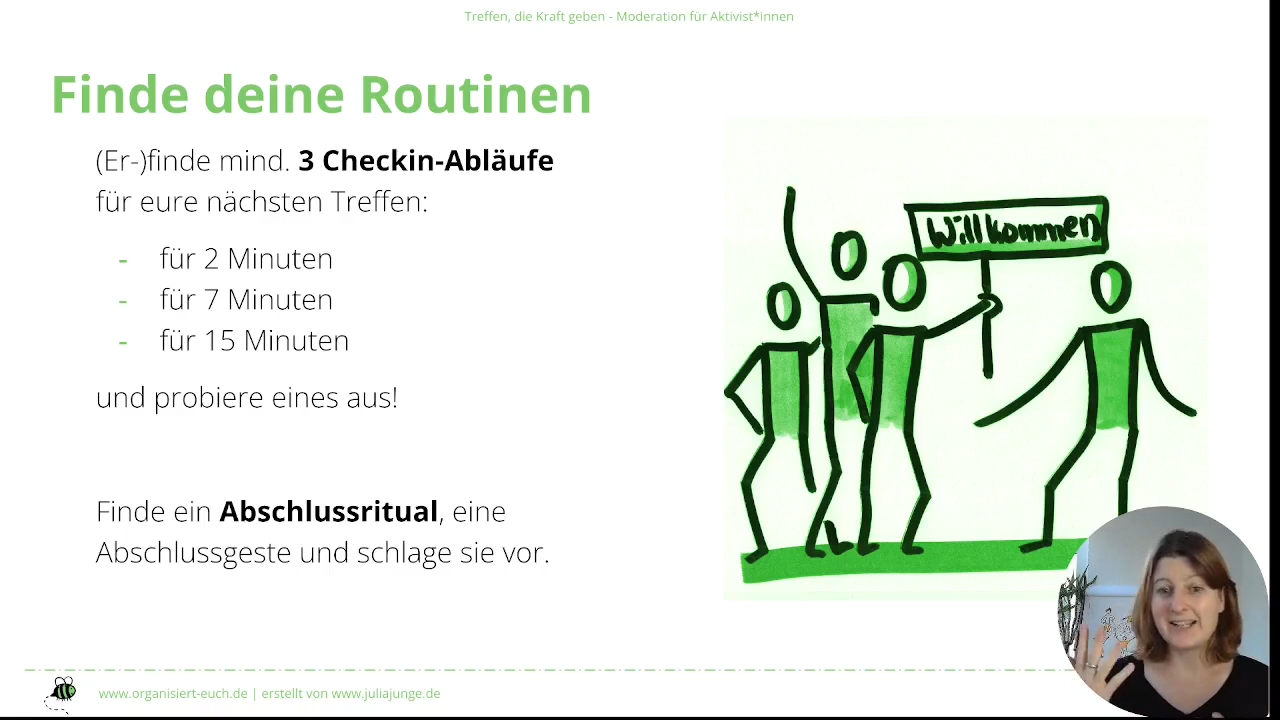 Treffen, die Kraft geben - Moderation für Aktivist*innen
Finde deine Routinen
(Er-)finde mind. 3 Checkin-Abläufe
für eure nächsten Treffen:
- für 2 Minuten
- für 7 Minuten
- für 15 Minuten
und probiere eines aus!
Finde ein Abschlussritual, eine
Abschlussgeste und schlage sie vor.
Willkommen
www.organisiert-euch.de | erstellt von www.juliajunge.de